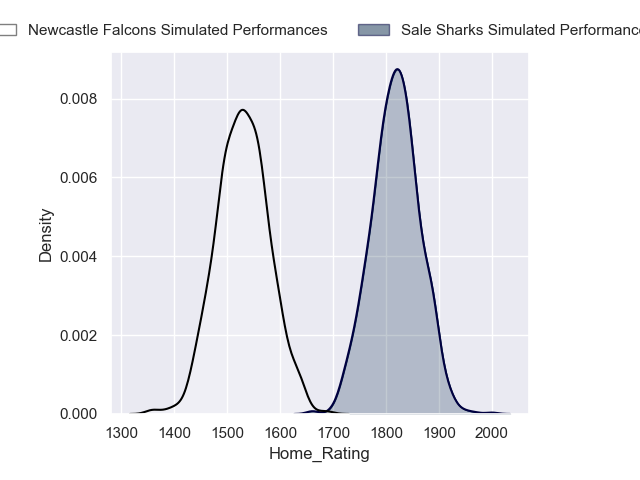 Newcastle Falcons Simulated Performances
Sale Sharks Simulated Performance
Density
0.008
0.006
0.004
0.002
0.000
1300 1400 1500 1600 1700 1800 1900 2000
Home_Rating